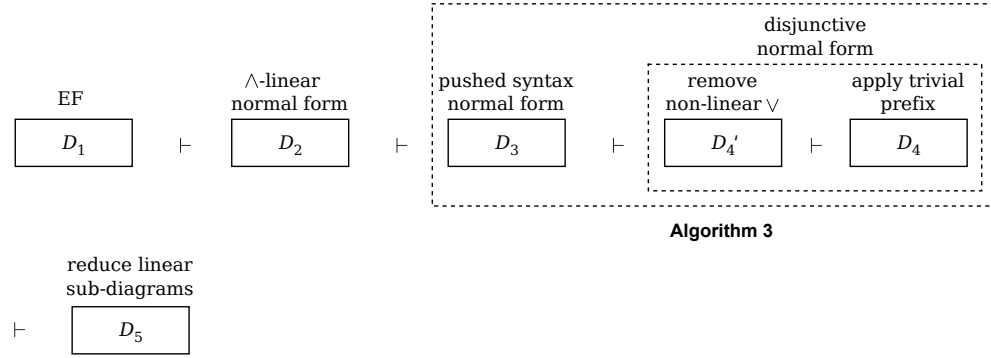 disjunctive
normal form
EF
∧-linear
normal form
pushed syntax
normal form
remove
non-linear ∨
apply trivial
prefix
D₁ ⊢ D₂ ⊢ D₃ ⊢ D₄' ⊢ D₄
Algorithm 3
reduce linear
sub-diagrams
⊢ D₅